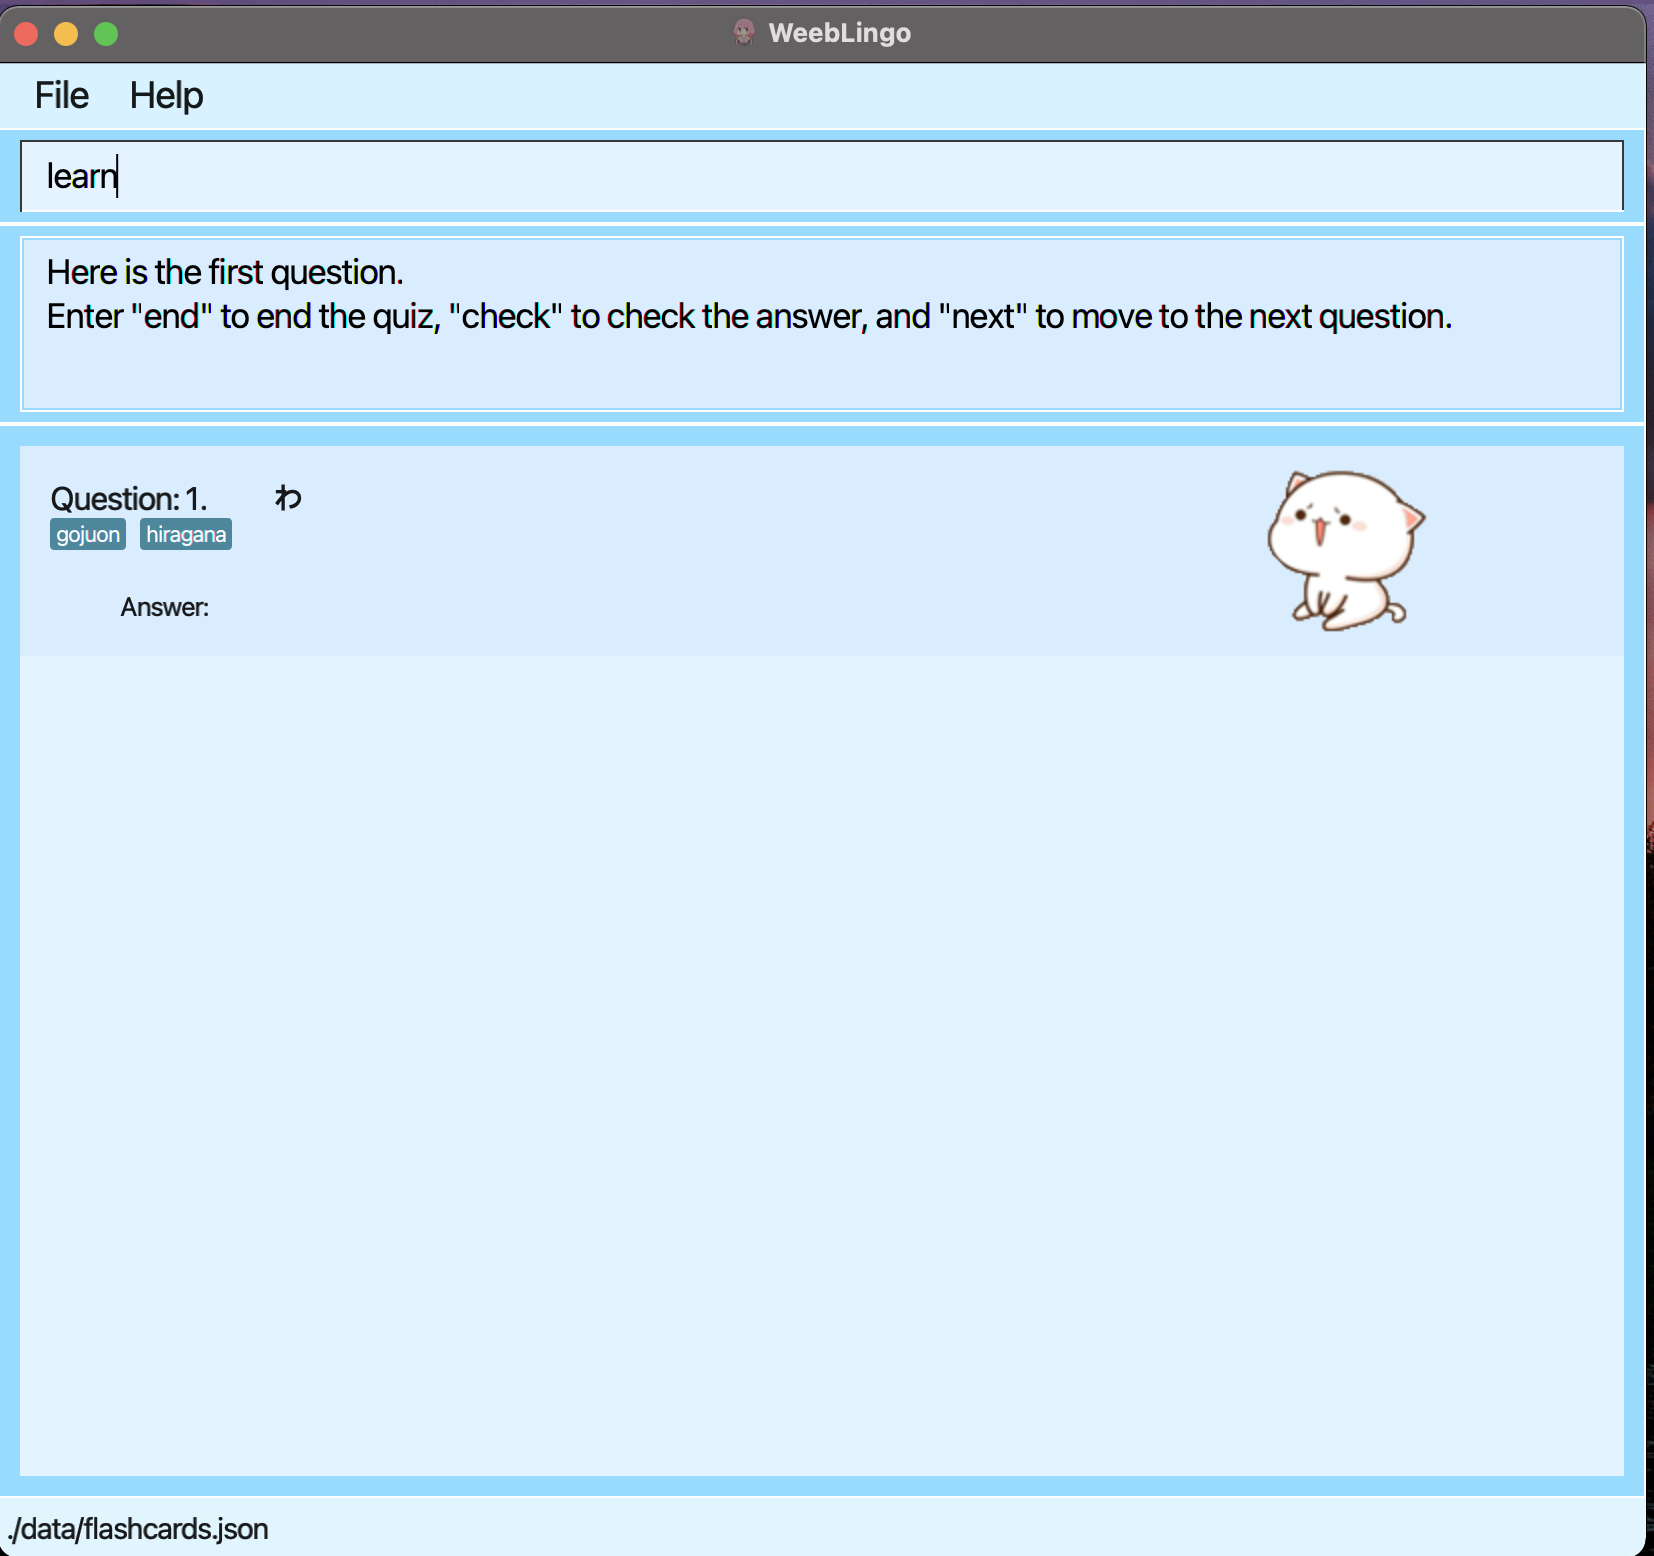 WeebLingo
File Help
learn
Here is the first question.
Enter "end" to end the quiz, "check" to check the answer, and "next" to move to the next question.
Question: 1. わ
gojuon hiragana
Answer:
./data/flashcards.json